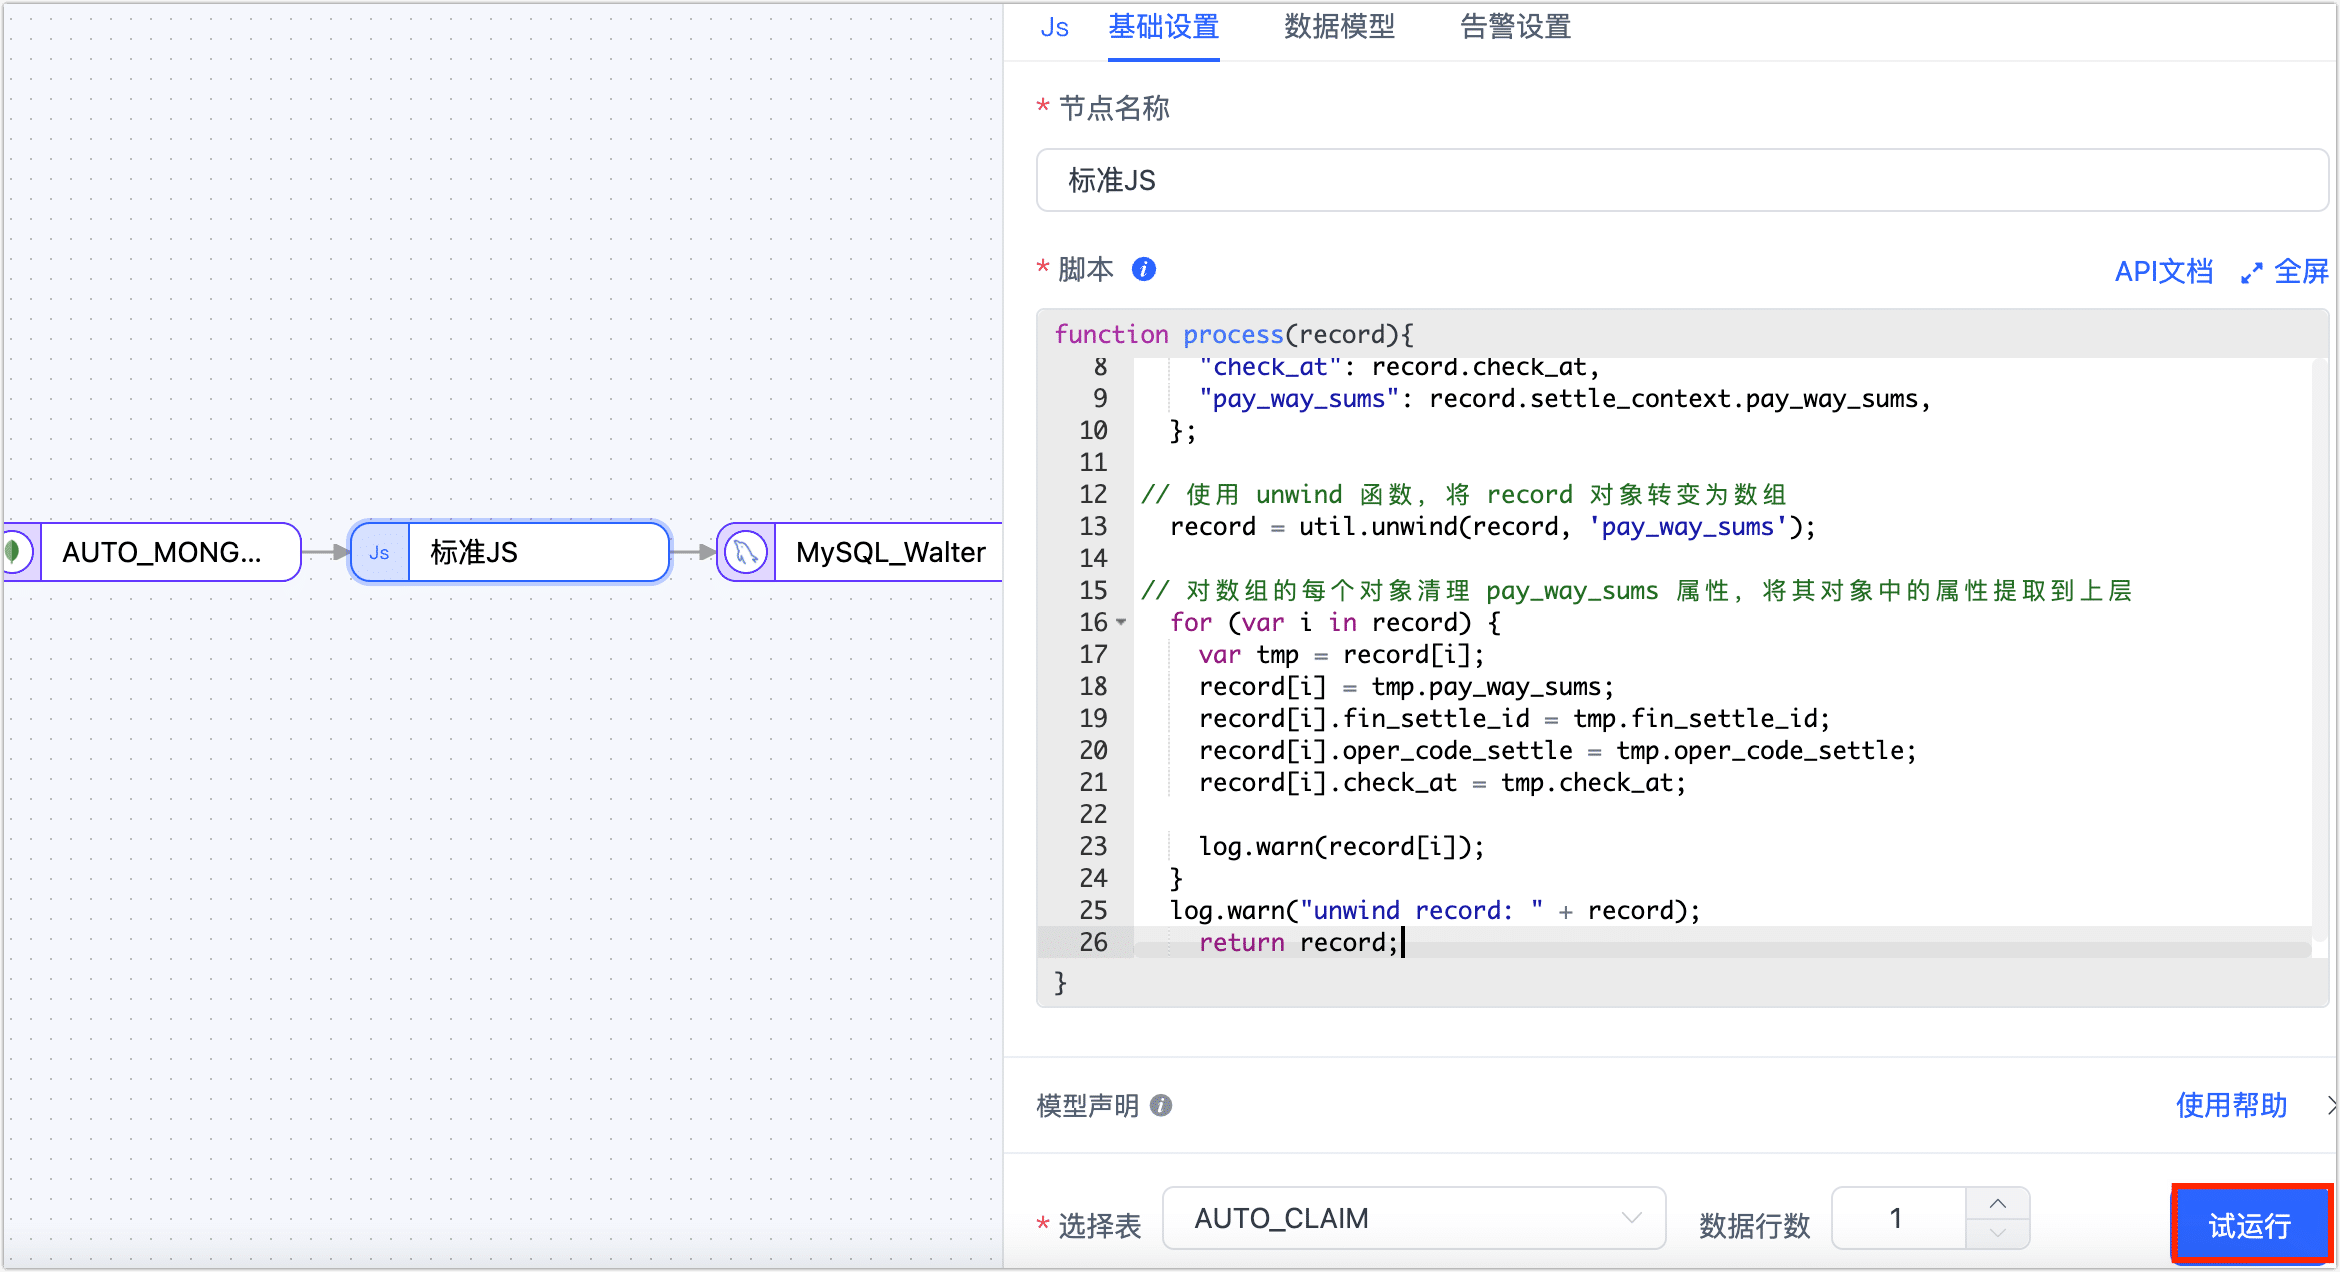 Js 基础设置 数据模型 告警设置
* 节点名称
标准JS
* 脚本 i API文档 全屏
function process(record){
8 "check_at": record.check_at,
9 "pay_way_sums": record.settle_context.pay_way_sums,
10 };
11
12 // 使用 unwind 函数，将 record 对象转变为数组
13 record = util.unwind(record, 'pay_way_sums');
14
15 // 对数组的每个对象清理 pay_way_sums 属性，将其对象中的属性提取到上层
16 for (var i in record) {
17 var tmp = record[i];
18 record[i] = tmp.pay_way_sums;
19 record[i].fin_settle_id = tmp.fin_settle_id;
20 record[i].oper_code_settle = tmp.oper_code_settle;
21 record[i].check_at = tmp.check_at;
22
23 log.warn(record[i]);
24 }
25 log.warn("unwind record: " + record);
26 return record;
}
AUTO_MONG...
Js 标准JS
MySQL_Walter
模型声明 i 使用帮助
* 选择表 AUTO_CLAIM 数据行数 1 试运行